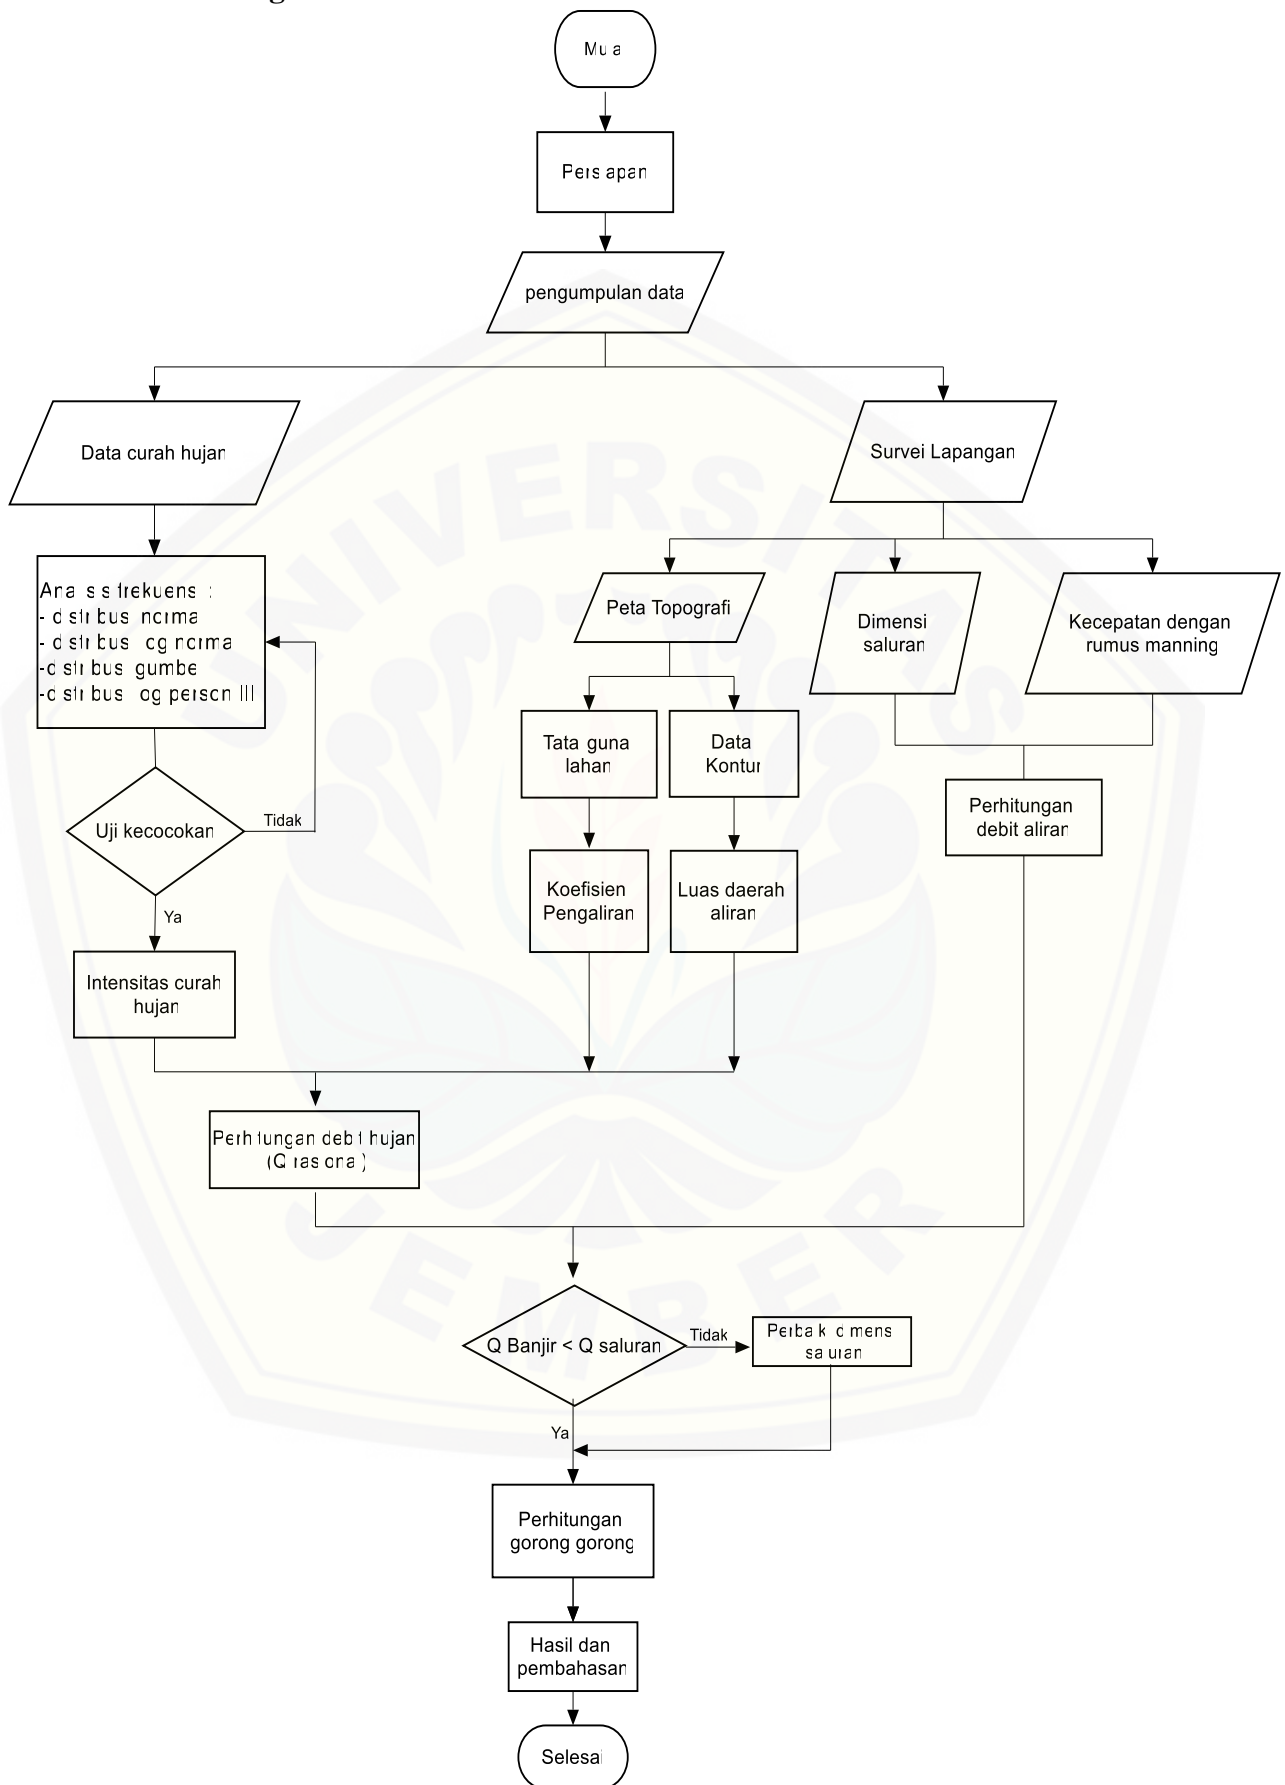 Mulai
Persiapan
pengumpulan data
Data curah hujan
Survei Lapangan
Analisis frekuensi :
- distribusi normal
- distribusi log normal
-distribusi gumbel
-distribusi log person III
Peta Topografi
Dimensi
saluran
Kecepatan dengan
rumus manning
Tata guna
lahan
Data
Kontur
Perhitungan
debit aliran
Uji kecocokan
Tidak
Ya
Koefisien
Pengaliran
Luas daerah
aliran
Intensitas curah
hujan
Perhitungan debit hujan
(Q rasional)
Q Banjir < Q saluran
Tidak
Perbaiki dimensi
saluran
Ya
Perhitungan
gorong gorong
Hasil dan
pembahasan
Selesai
UNIVERSITAS
JEMBER